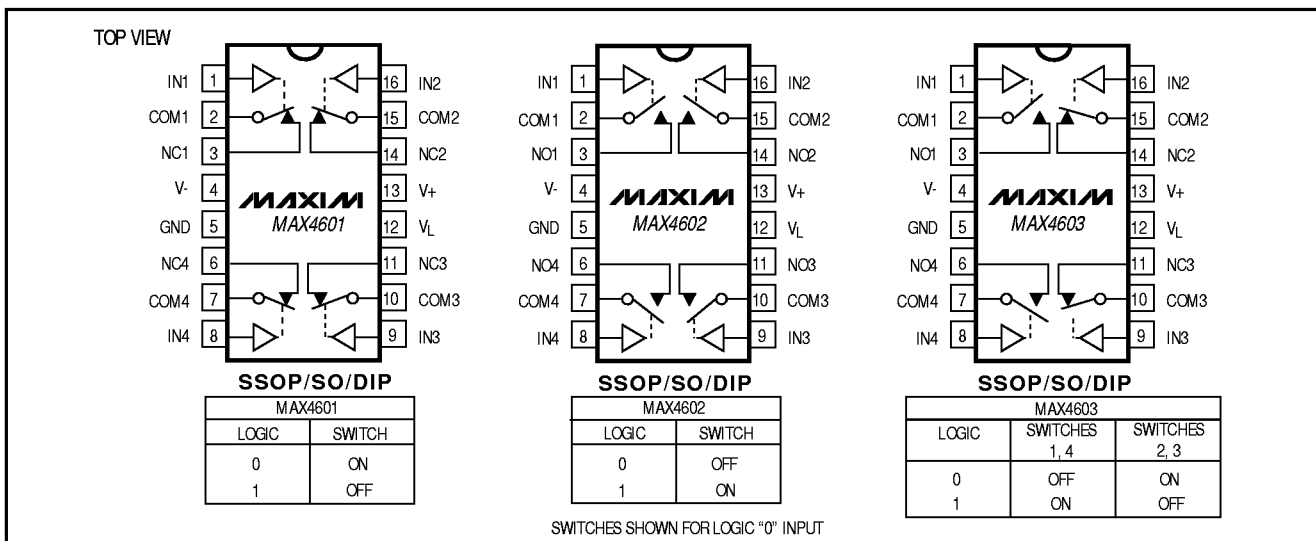 TOP VIEW
IN1 1 16 IN2
COM1 2 15 COM2
NC1 3 14 NC2
V- 4 13 V+
MAXIM
GND 5 MAX4601 12 VL
NC4 6 11 NC3
COM4 7 10 COM3
IN4 8 9 IN3
SSOP/SO/DIP
MAX4601
LOGIC SWITCH
0 ON
1 OFF
IN1 1 16 IN2
COM1 2 15 COM2
NO1 3 14 NO2
V- 4 13 V+
MAXIM
GND 5 MAX4602 12 VL
NO4 6 11 NO3
COM4 7 10 COM3
IN4 8 9 IN3
SSOP/SO/DIP
MAX4602
LOGIC SWITCH
0 OFF
1 ON
IN1 1 16 IN2
COM1 2 15 COM2
NO1 3 14 NC2
V- 4 13 V+
MAXIM
GND 5 MAX4603 12 VL
NO4 6 11 NC3
COM4 7 10 COM3
IN4 8 9 IN3
SSOP/SO/DIP
MAX4603
LOGIC SWITCHES 1, 4 SWITCHES 2, 3
0 OFF ON
1 ON OFF
SWITCHES SHOWN FOR LOGIC “0” INPUT